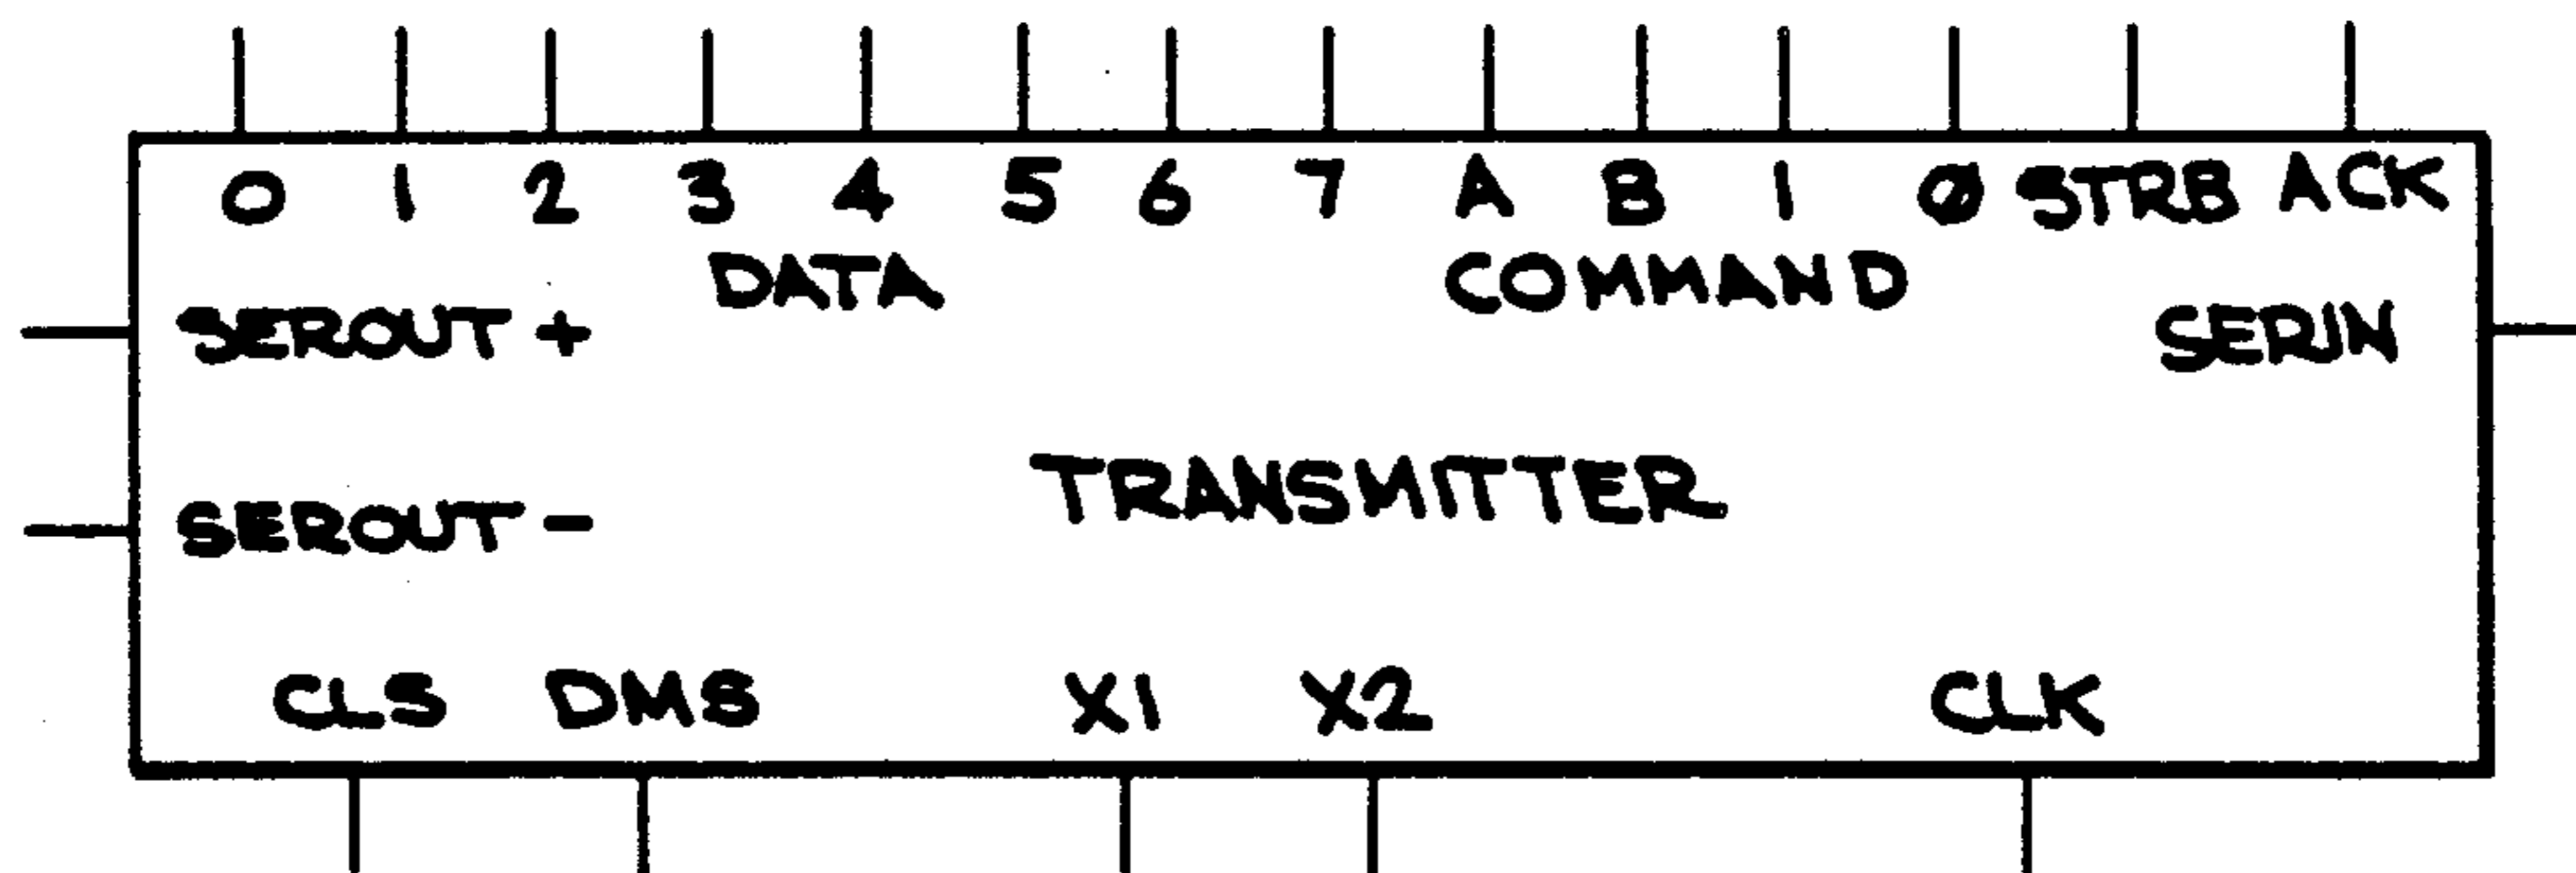 0 1 2 3 4 5 6 7 A B 1 Ø STRB ACK
DATA COMMAND
SEROUT + SERIN
TRANSMITTER
SEROUT -
CLS DMS X1 X2 CLK